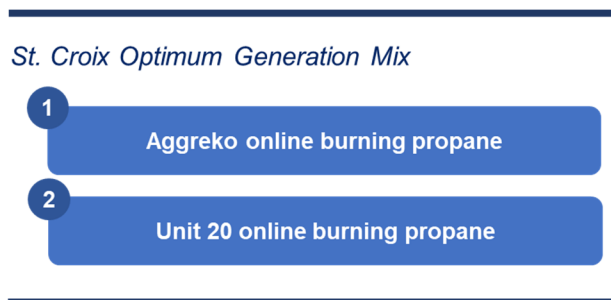 St. Croix Optimum Generation Mix
1
Aggreko online burning propane
2
Unit 20 online burning propane